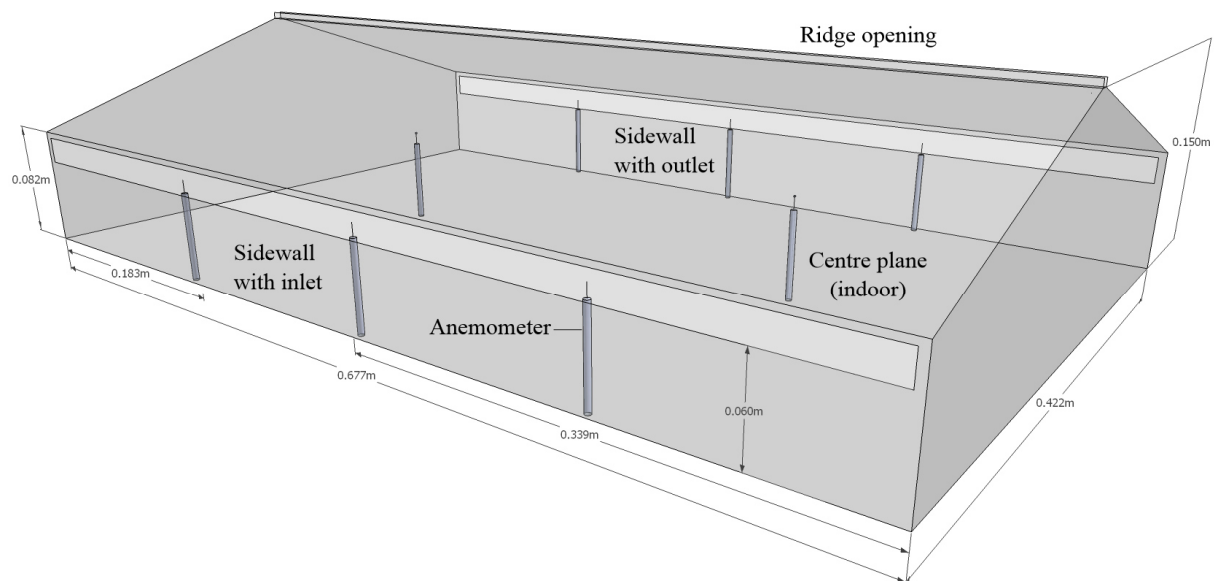 Ridge opening
Sidewall
with outlet
0.150m
0.082m
Sidewall
with inlet
Centre plane
(indoor)
0.183m
Anemometer
0.677m
0.060m
0.422m
0.339m